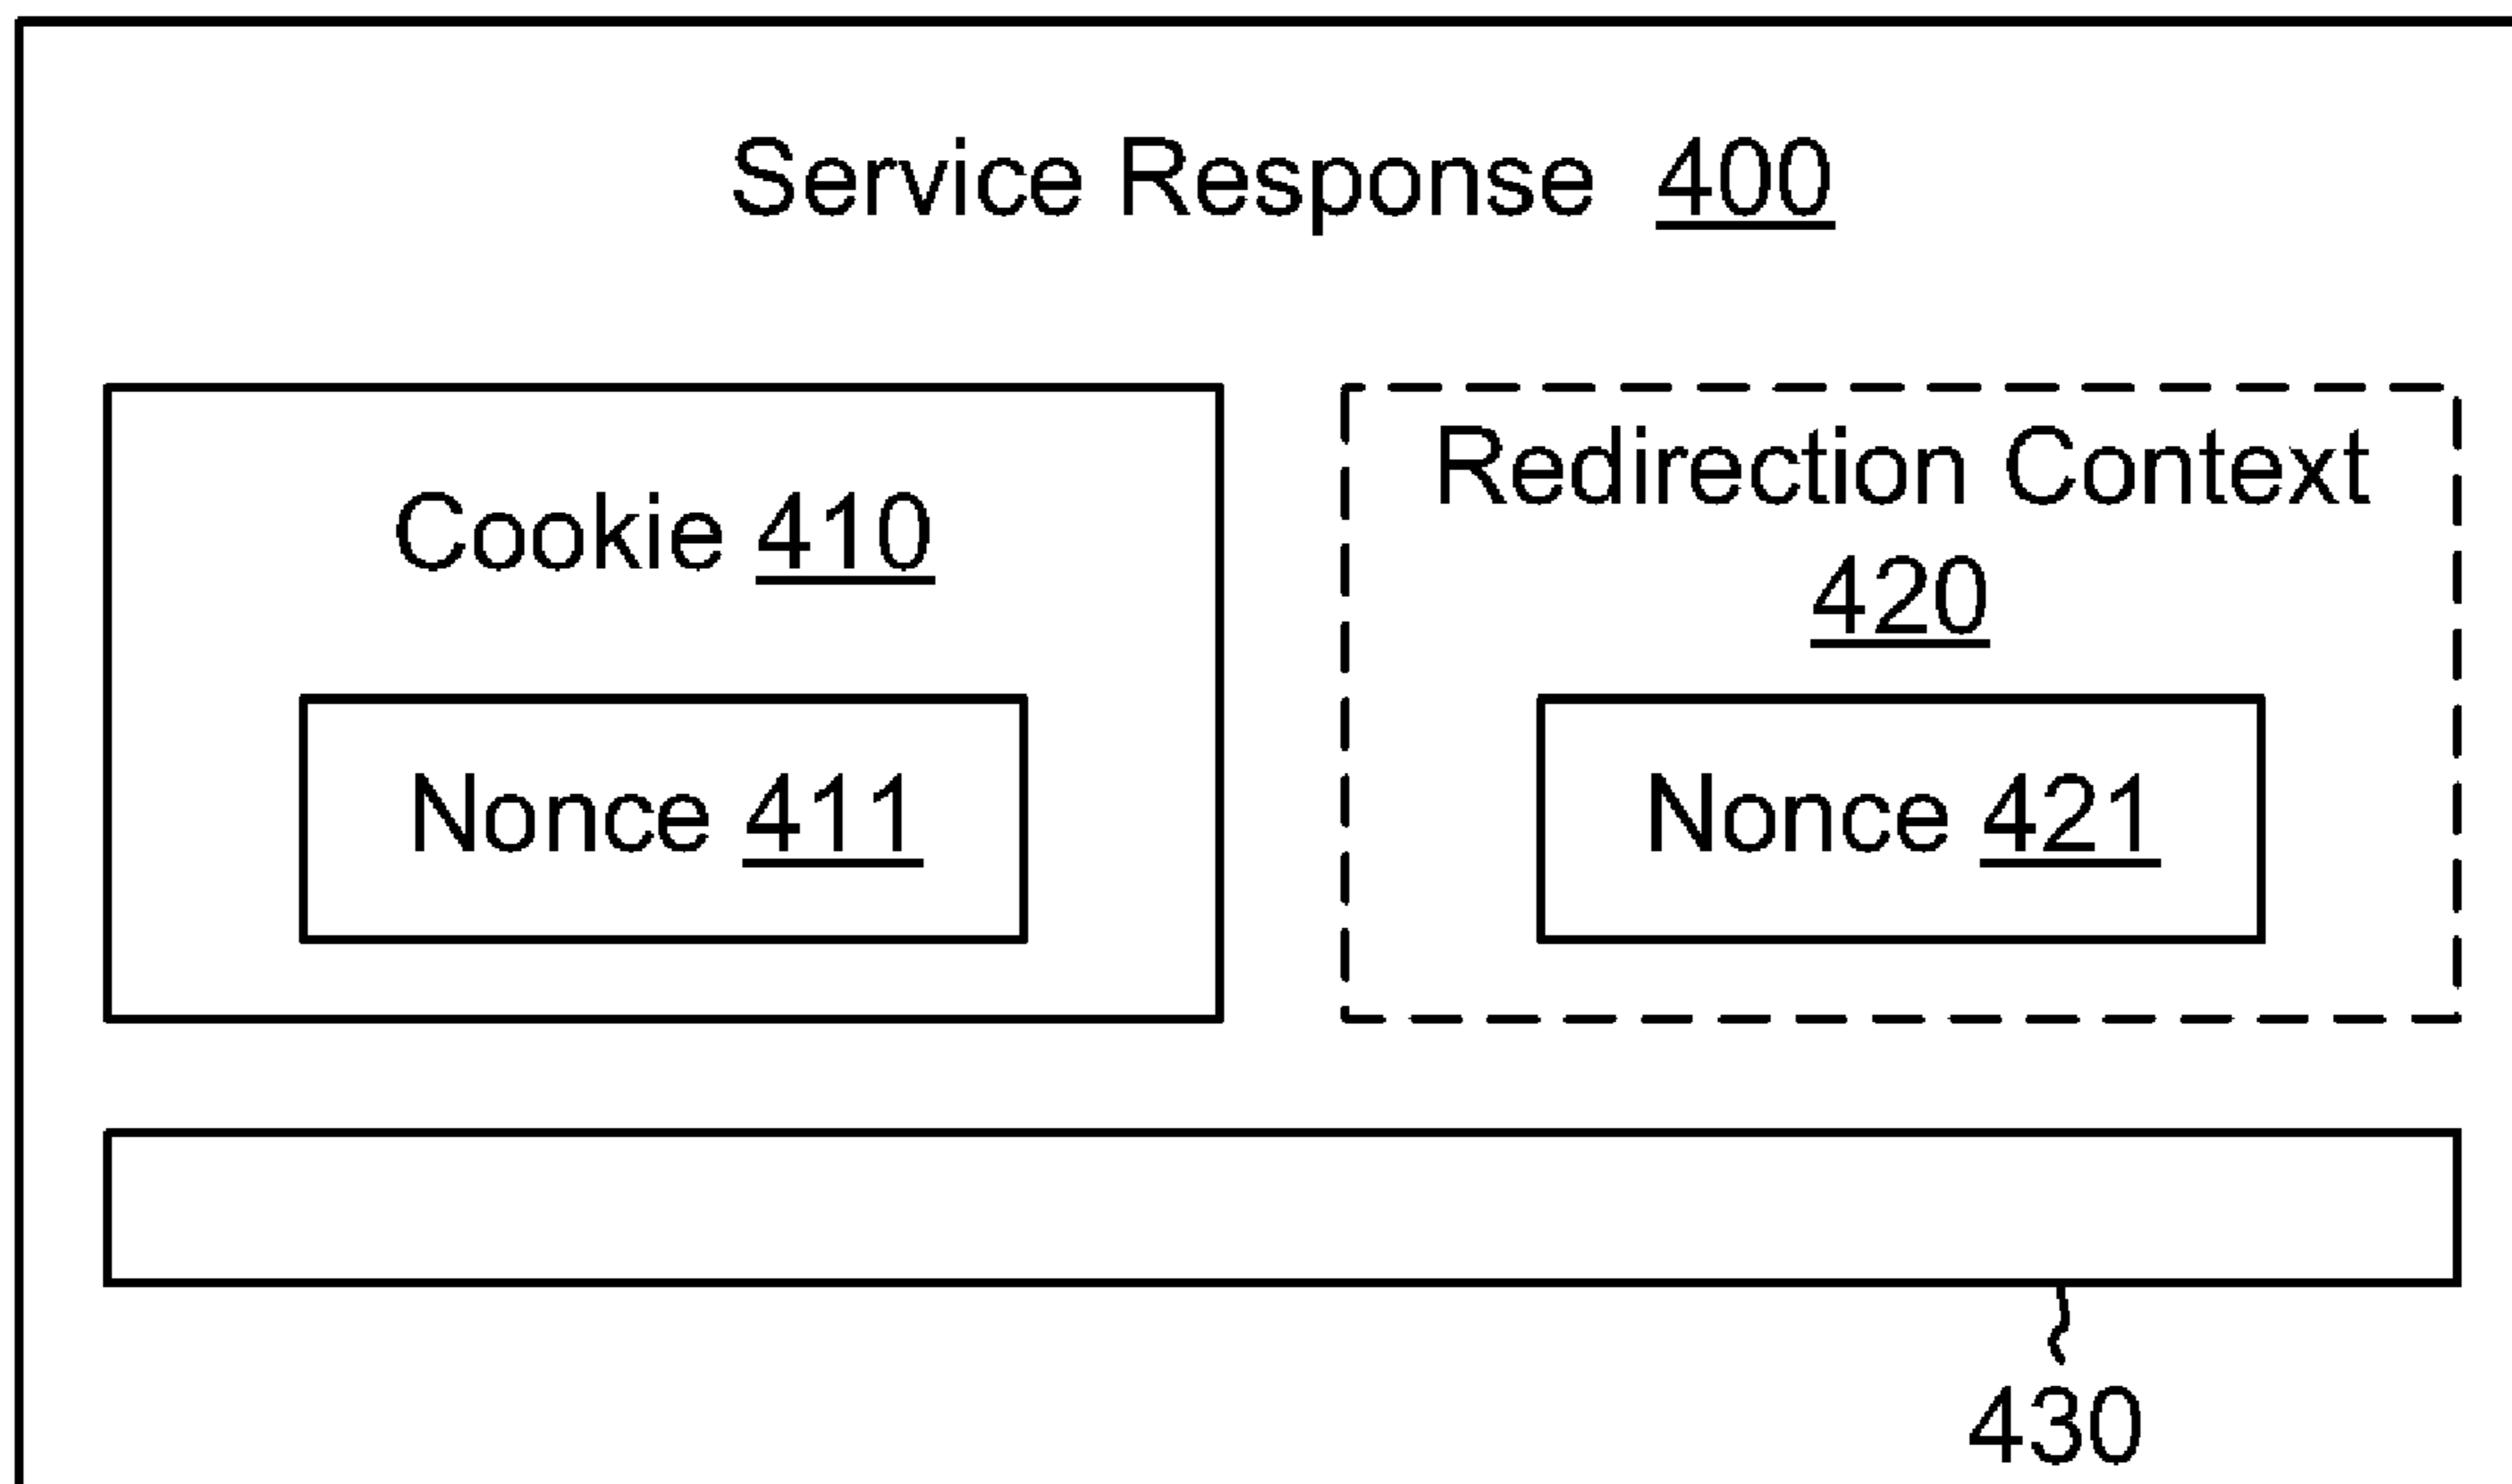 Service Response 400
Cookie 410
Redirection Context
420
Nonce 411
Nonce 421
430